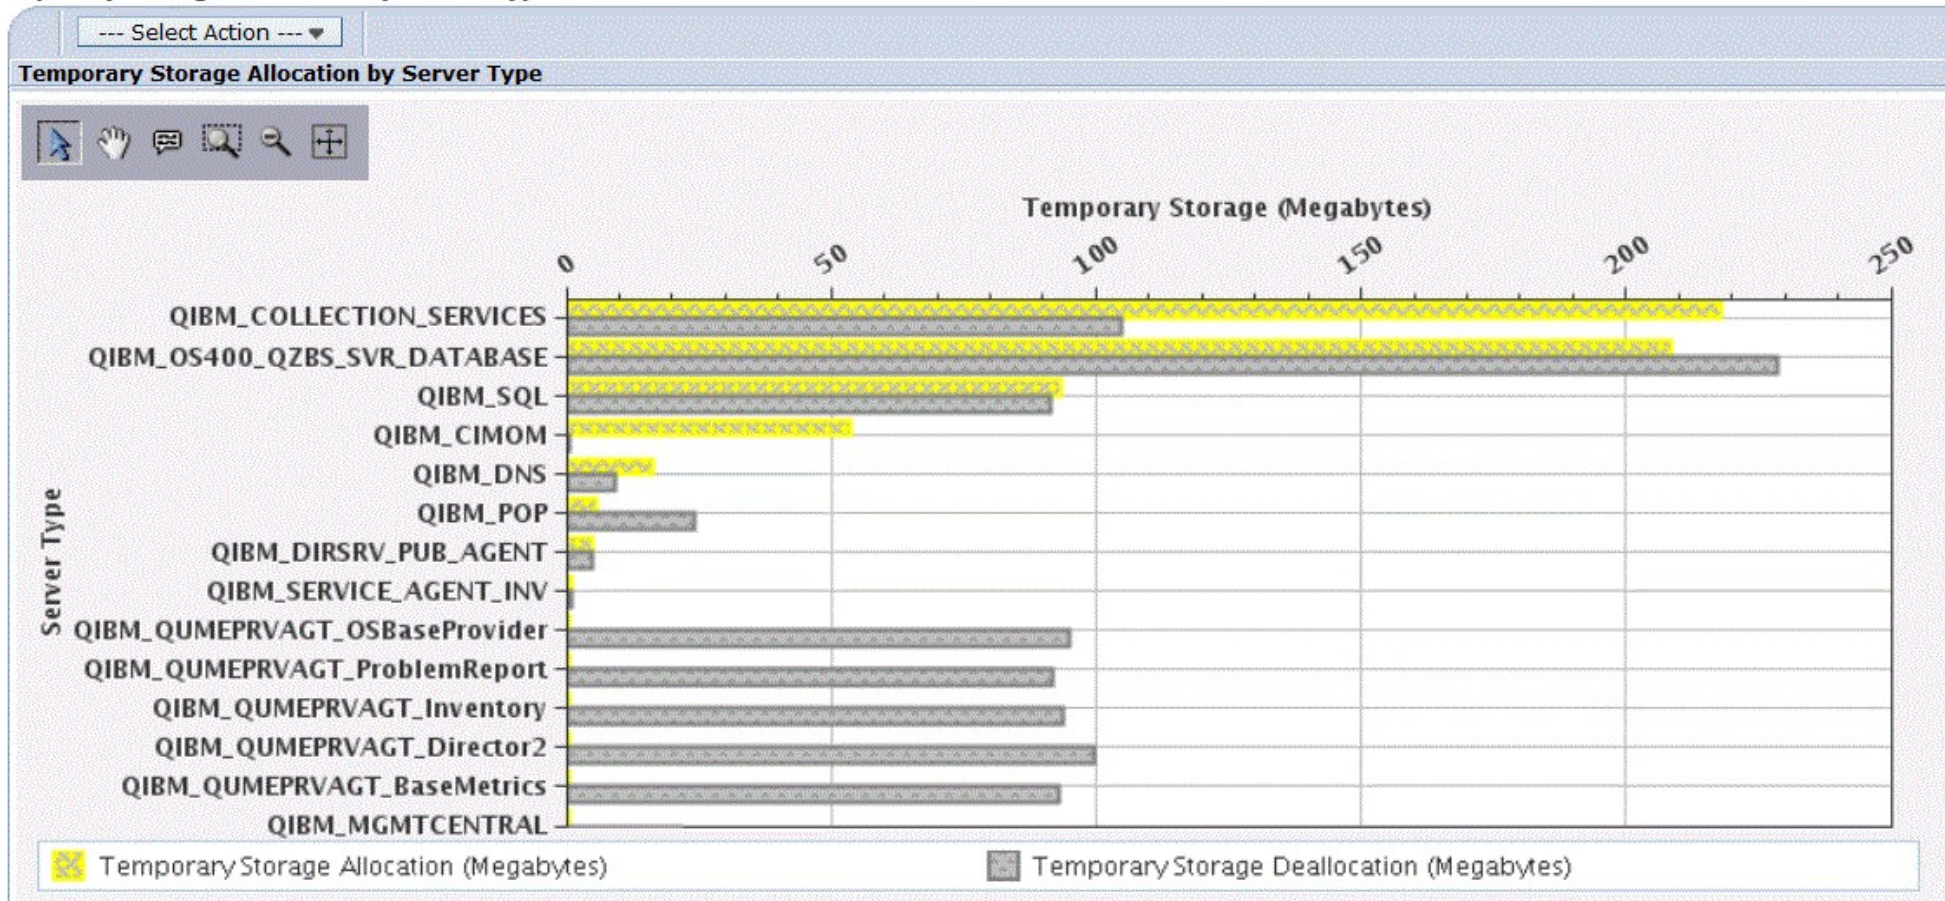 --- Select Action ---
Temporary Storage Allocation by Server Type
Temporary Storage (Megabytes)
0 50 100 150 200 250
Server Type
QIBM_COLLECTION_SERVICES
QIBM_OS400_QZBS_SVR_DATABASE
QIBM_SQL
QIBM_CIMOM
QIBM_DNS
QIBM_POP
QIBM_DIRSRV_PUB_AGENT
QIBM_SERVICE_AGENT_INV
QIBM_QUMEPRVAGT_OSBaseProvider
QIBM_QUMEPRVAGT_ProblemReport
QIBM_QUMEPRVAGT_Inventory
QIBM_QUMEPRVAGT_Director2
QIBM_QUMEPRVAGT_BaseMetrics
QIBM_MGMTCENTRAL
Temporary Storage Allocation (Megabytes)
Temporary Storage Deallocation (Megabytes)